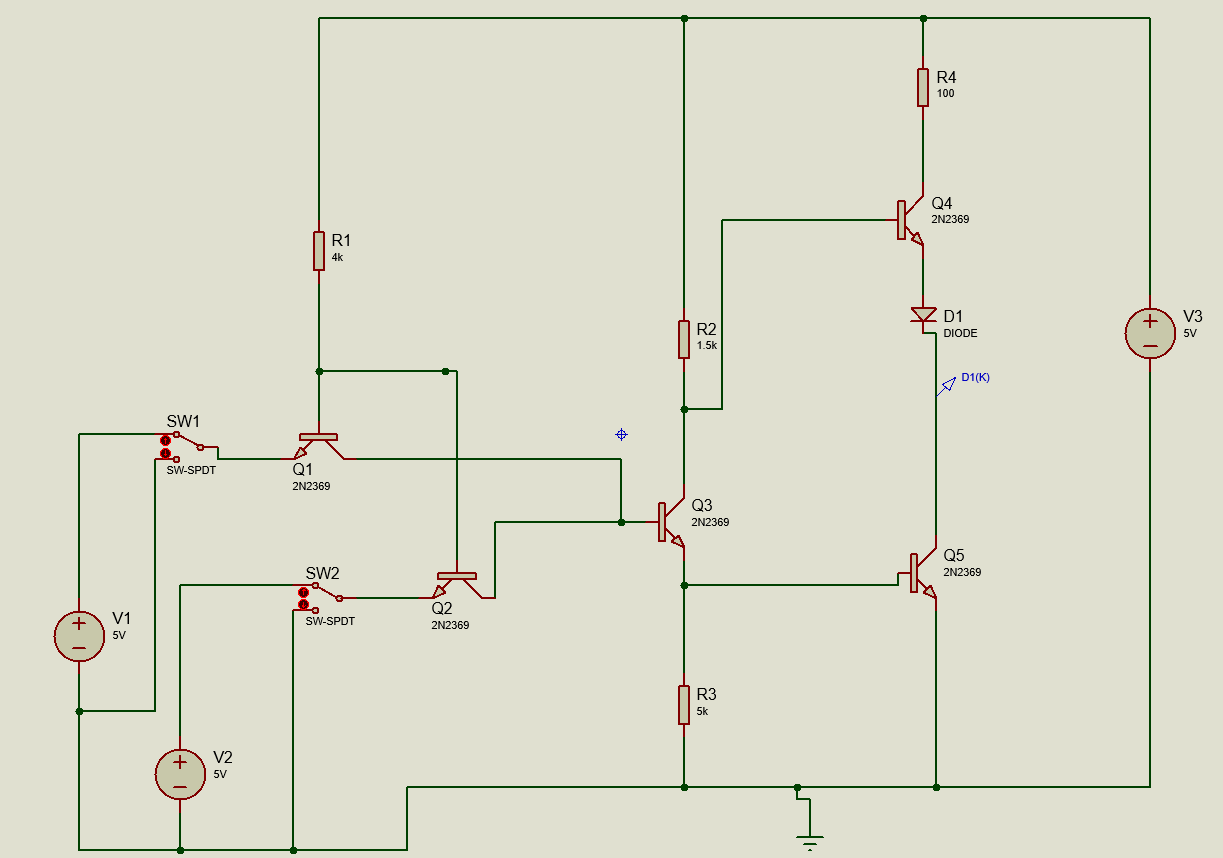 R4
100
Q4
2N2369
R1
4k
D1
DIODE
V3
5V
R2
1.5k
D1(K)
SW1
SW-SPDT
Q1
2N2369
Q3
2N2369
Q5
2N2369
SW2
SW-SPDT
Q2
2N2369
V1
5V
R3
5k
V2
5V